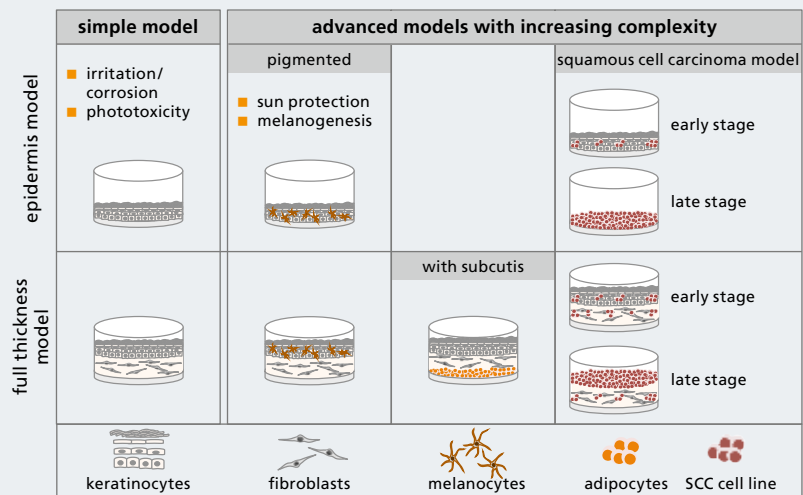 simple model
advanced models with increasing complexity
pigmented
squamous cell carcinoma model
epidermis model
irritation/
corrosion
phototoxicity
sun protection
melanogenesis
early stage
late stage
full thickness
model
with subcutis
early stage
late stage
keratinocytes
fibroblasts
melanocytes
adipocytes
SCC cell line